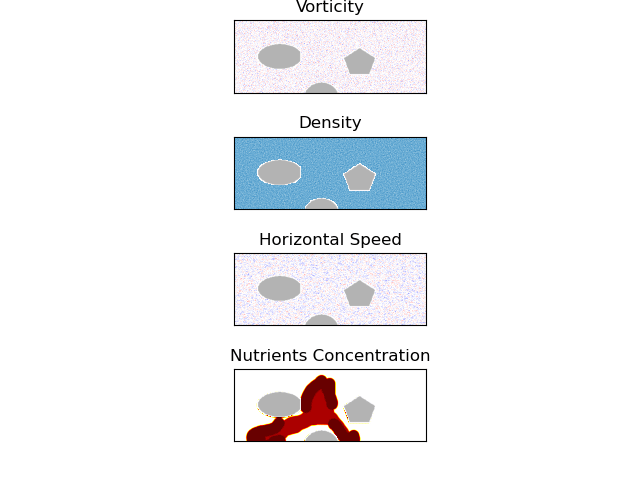 Vorticity
Density
Horizontal Speed
Nutrients Concentration